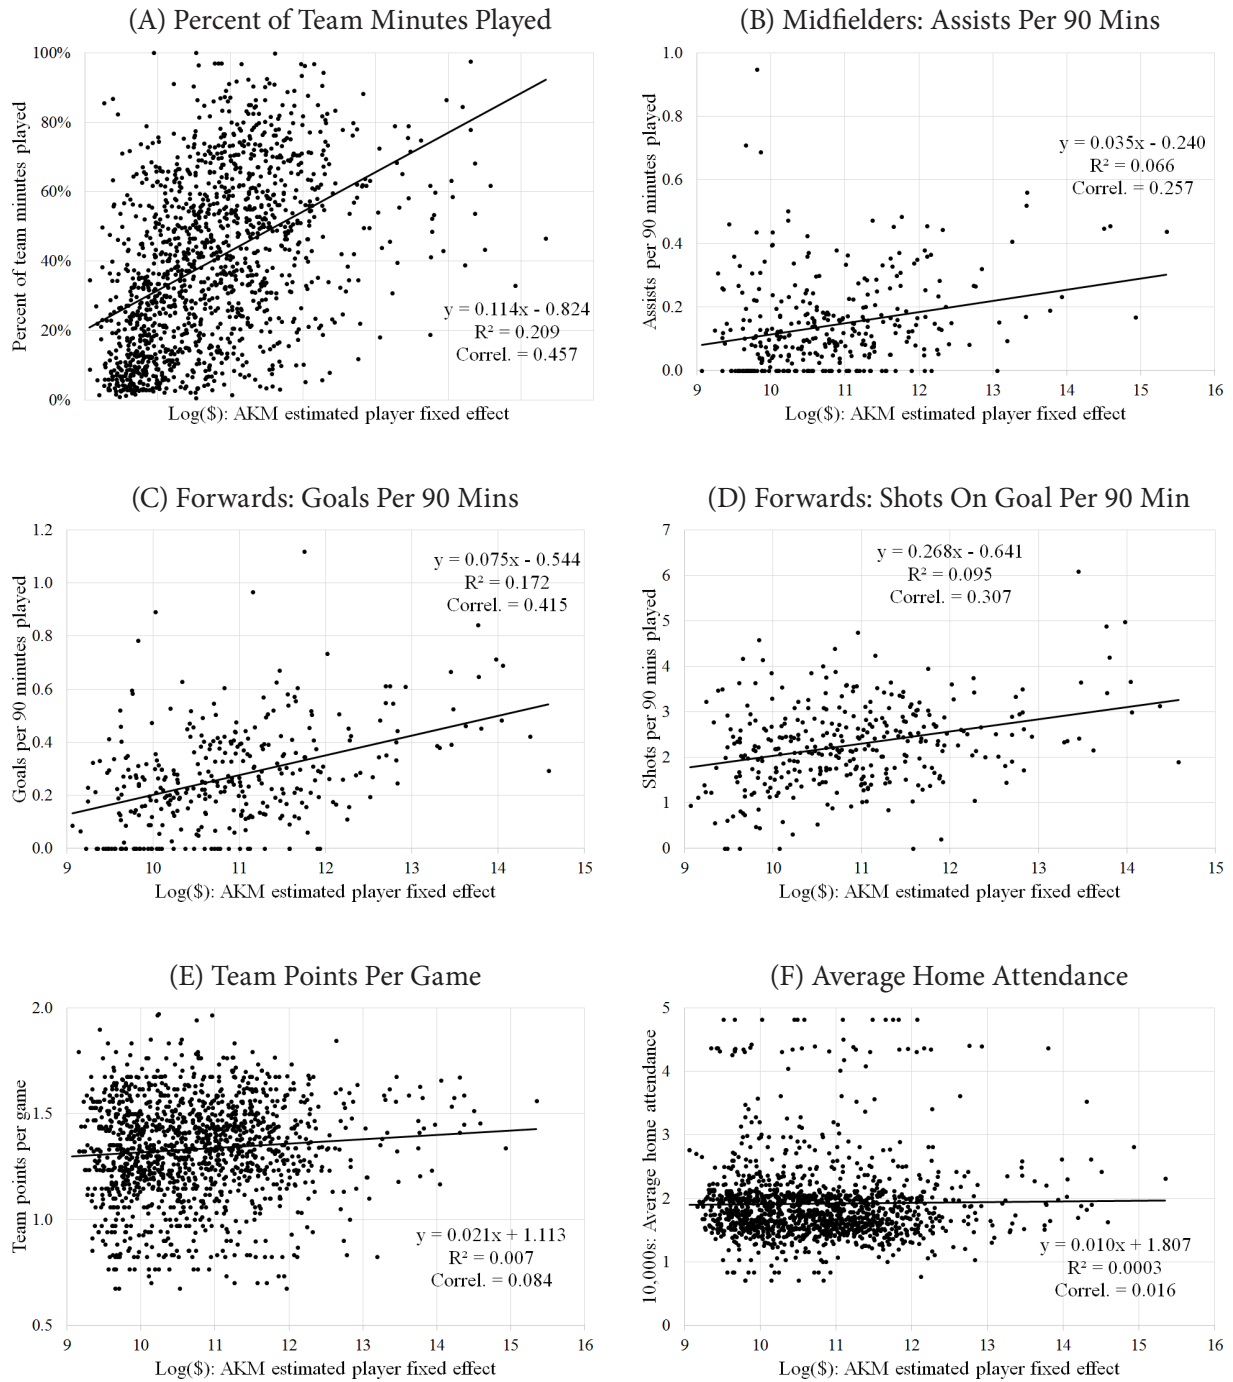 (A) Percent of Team Minutes Played
100%
80%
60%
40%
20%
0%
Percent of team minutes played
y = 0.114x - 0.824
R² = 0.209
Correl. = 0.457
Log($): AKM estimated player fixed effect
(B) Midfielders: Assists Per 90 Mins
1.0
0.8
0.6
0.4
0.2
0.0
Assists per 90 minutes played
y = 0.035x - 0.240
R² = 0.066
Correl. = 0.257
9 10 11 12 13 14 15 16
Log($): AKM estimated player fixed effect
(C) Forwards: Goals Per 90 Mins
1.2
1.0
0.8
0.6
0.4
0.2
0.0
Goals per 90 minutes played
y = 0.075x - 0.544
R² = 0.172
Correl. = 0.415
9 10 11 12 13 14 15
Log($): AKM estimated player fixed effect
(D) Forwards: Shots On Goal Per 90 Min
7
6
5
4
3
2
1
0
Shots per 90 mins played
y = 0.268x - 0.641
R² = 0.095
Correl. = 0.307
9 10 11 12 13 14 15
Log($): AKM estimated player fixed effect
(E) Team Points Per Game
2.0
1.5
1.0
0.5
Team points per game
y = 0.021x + 1.113
R² = 0.007
Correl. = 0.084
9 10 11 12 13 14 15 16
Log($): AKM estimated player fixed effect
(F) Average Home Attendance
5
4
3
2
1
0
10,000s: Average home attendance
y = 0.010x + 1.807
R² = 0.0003
Correl. = 0.016
9 10 11 12 13 14 15 16
Log($): AKM estimated player fixed effect